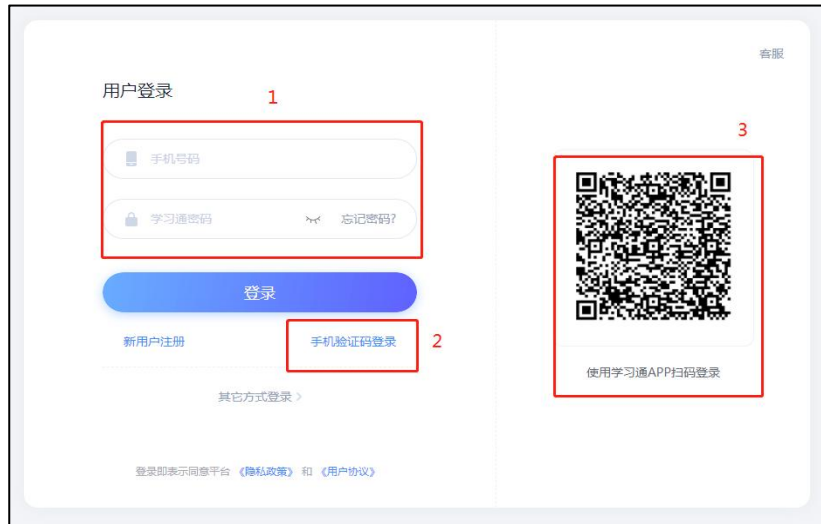 客服
用户登录
1
3
手机号码
学习通密码 忘记密码?
登录
新用户注册 手机验证码登录 2
使用学习通APP扫码登录
其它方式登录
登录即表示同意平台 《隐私政策》 和 《用户协议》